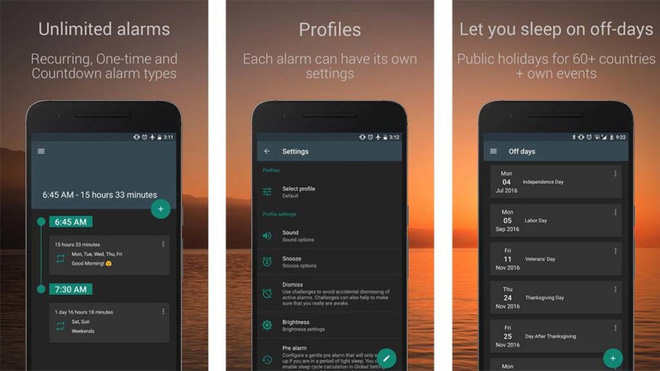 Unlimited alarms
Recurring, One-time and
Countdown alarm types
3:11
6:45 AM - 15 hours 33 minutes
6:45 AM
15 hours 33 minutes
Mon, Tue, Wed, Thu, Fri
Good Morning!
7:30 AM
1 day 16 hours 18 minutes
Sat, Sun
Weekends
Profiles
Each alarm can have its own
settings
3:12
Settings
Profiles
Select profile
Default
Profile settings
Sound
Sound options
Snooze
Snooze options
Dismiss
Use challenges to avoid accidental dismissing of
active alarms. Challenges can also help to make
sure that you really are awake.
Brightness
Brightness settings
Pre alarm
Configure a gentle pre alarm that will only
up if you are in a period of light sleep. You
enable sleep cycle calculation in Global
Let you sleep on off-days
Public holidays for 60+ countries
+ own events
9:22
Off days
Mon
04
Jul 2016
Independence Day
Mon
05
Sep 2016
Labor Day
Fri
11
Nov 2016
Veterans' Day
Thu
24
Nov 2016
Thanksgiving Day
Fri
25
Nov 2016
Day After Thanksgiving
Mon